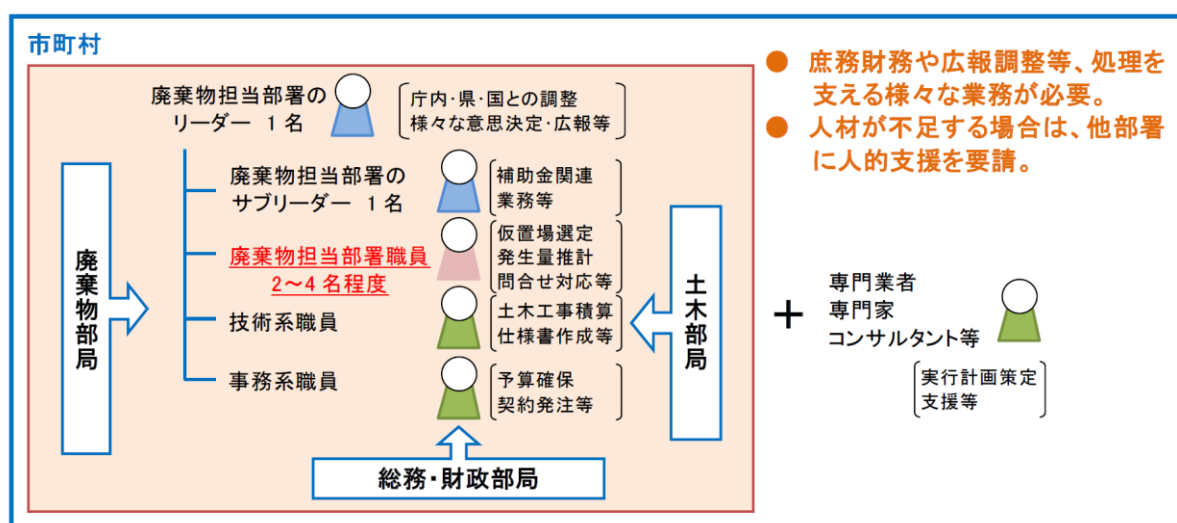 市町村
廃棄物担当部署の
リーダー 1 名
庁内・県・国との調整
様々な意思決定・広報等
廃棄物担当部署の
サブリーダー 1 名
補助金関連
業務等
廃棄物担当部署職員
2～4 名程度
仮置場選定
発生量推計
問合せ対応等
技術系職員
土木工事積算
仕様書作成等
事務系職員
予算確保
契約発注等
廃棄物部局
土木部局
総務・財政部局
● 庶務財務や広報調整等、処理を
支える様々な業務が必要。
● 人材が不足する場合は、他部署
に人的支援を要請。
＋
専門業者
専門家
コンサルタント等
実行計画策定
支援等